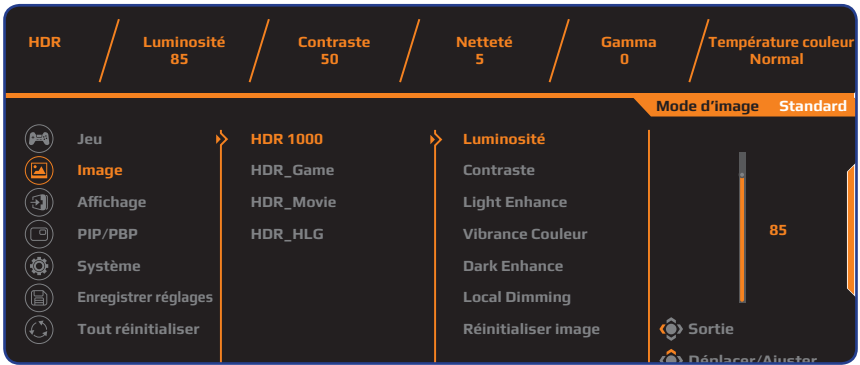 HDR
Luminosité
85
Contraste
50
Netteté
5
Gamma
0
Température couleur
Normal
Mode d'image Standard
Jeu
Image
Affichage
PIP/PBP
Système
Enregistrer réglages
Tout réinitialiser
HDR 1000
HDR_Game
HDR_Movie
HDR_HLG
Luminosité
Contraste
Light Enhance
Vibrance Couleur
Dark Enhance
Local Dimming
Réinitialiser image
85
Sortie
Déplacer/Ajuster